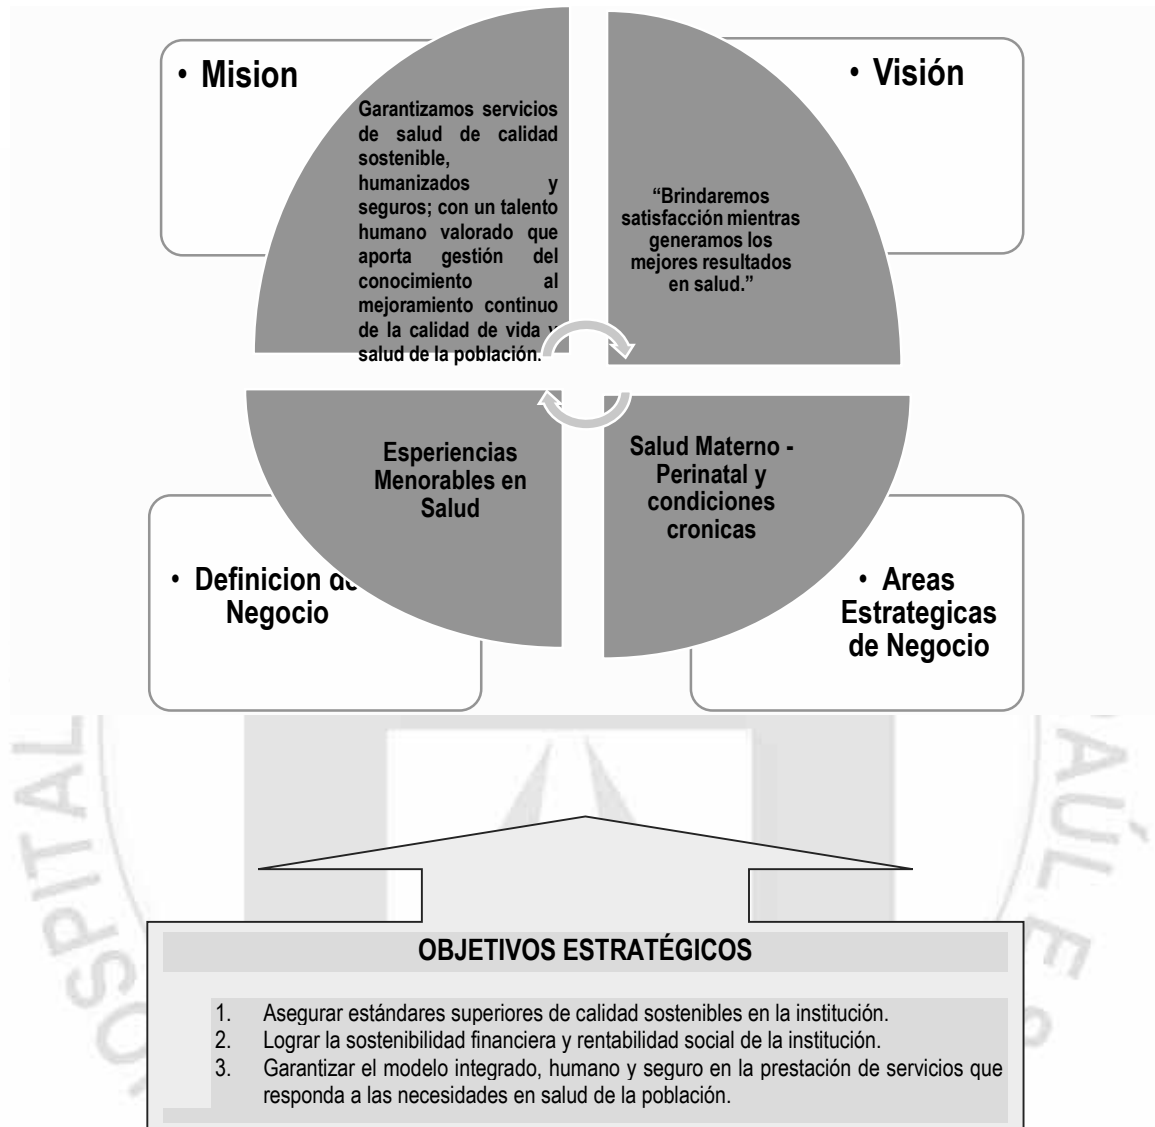 • Mision
Garantizamos servicios
de salud de calidad
sostenible,
humanizados y
seguros; con un talento
humano valorado que
aporta gestión del
conocimiento al
mejoramiento continuo
de la calidad de vida y
salud de la población.
• Visión
“Brindaremos
satisfacción mientras
generamos los
mejores resultados
en salud.”
Esperiencias
Menorables en
Salud
Salud Materno -
Perinatal y
condiciones
cronicas
• Definicion de
Negocio
• Areas
Estrategicas
de Negocio
OSPITAL
AÚL E S
OBJETIVOS ESTRATÉGICOS
1. Asegurar estándares superiores de calidad sostenibles en la institución.
2. Lograr la sostenibilidad financiera y rentabilidad social de la institución.
3. Garantizar el modelo integrado, humano y seguro en la prestación de servicios que
responda a las necesidades en salud de la población.